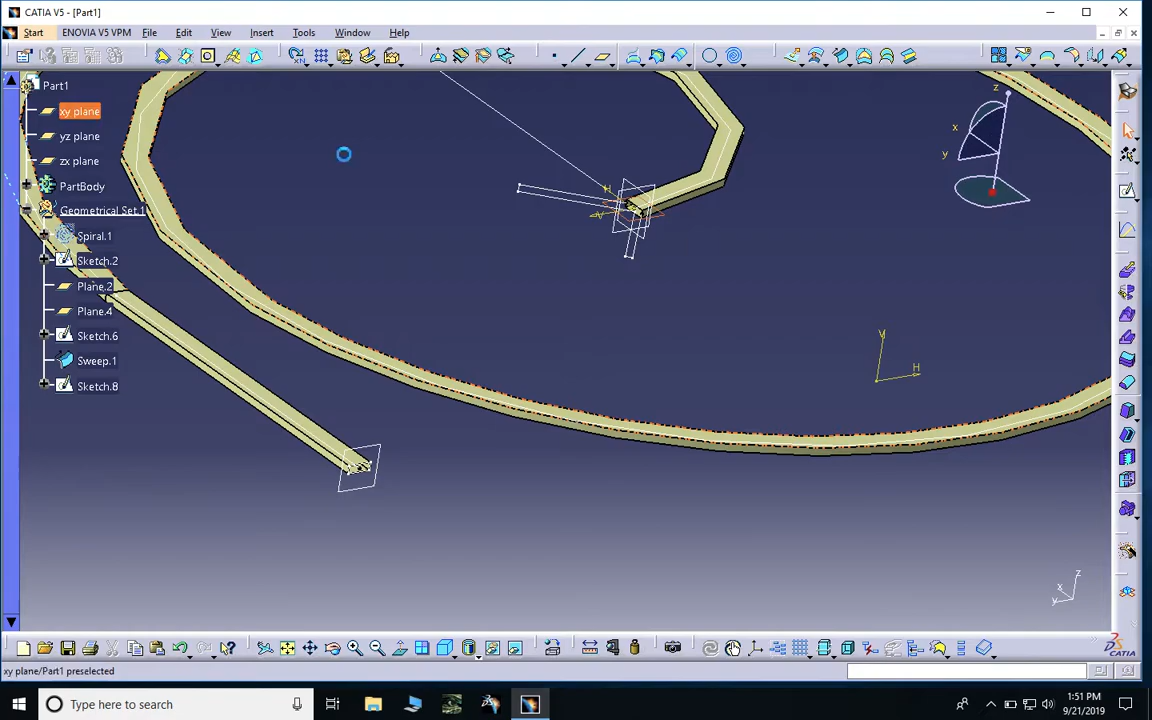 CATIA V5 - [Part1]
Start ENOVIA V5 VPM File Edit Insert Tools Window Help View
Part1
xy plane
yz plane
zx plane
PartBody
Geometrical Set.1
Spiral.1
Sketch.2
Plane.2
Plane.4
Sketch.6
Sweep.1
Sketch.8
z
x
y
H
V
V
H
z
x
y
CATIA
xy plane/Part1 preselected
Type here to search
1:51 PM
9/21/2019